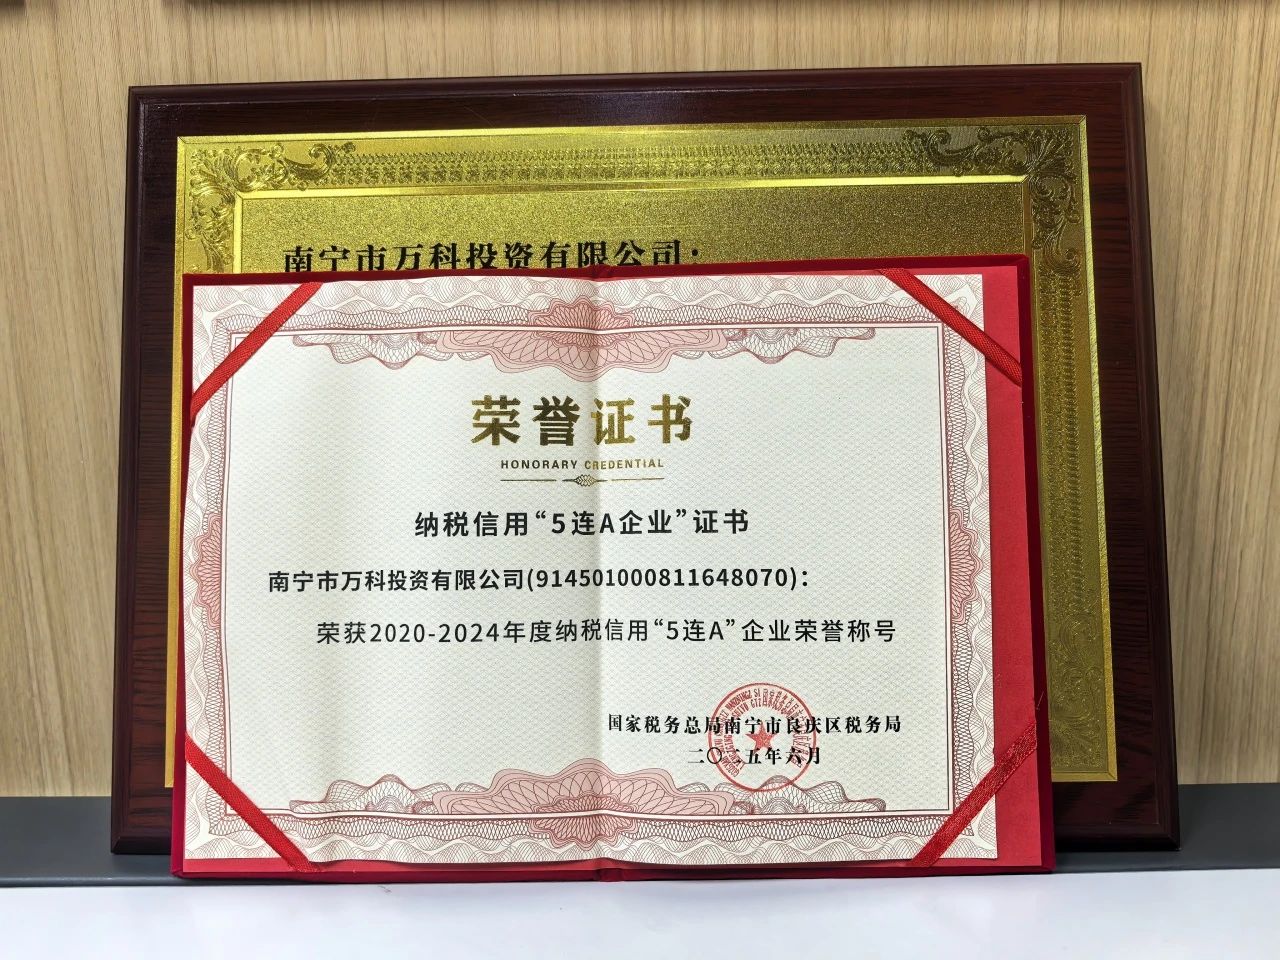 南宁市万科投资有限公司：
荣誉证书
HONORARY CREDENTIAL
纳税信用“5连A企业”证书
南宁市万科投资有限公司(914501000811648070)：
荣获2020-2024年度纳税信用“5连A”企业荣誉称号
国家税务总局南宁市良庆区税务局
二〇二五年六月